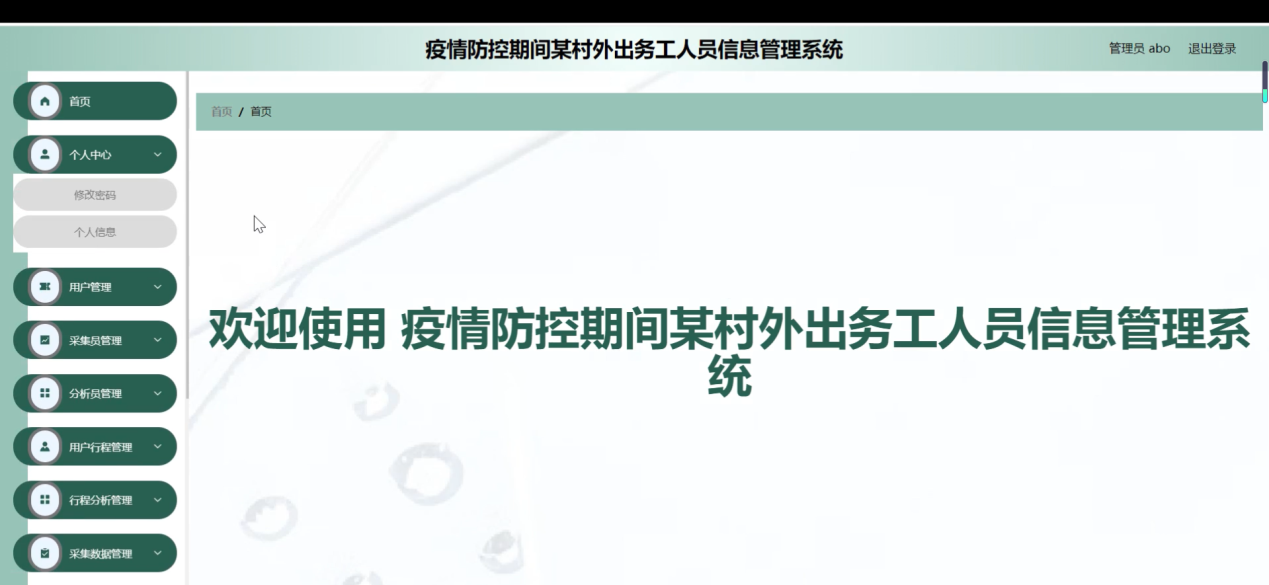 疫情防控期间某村外出务工人员信息管理系统
管理员 abo 退出登录
首页
首页 / 首页
个人中心
修改密码
个人信息
用户管理
欢迎使用 疫情防控期间某村外出务工人员信息管理系
统
采集员管理
分析员管理
用户行程管理
行程分析管理
采集数据管理